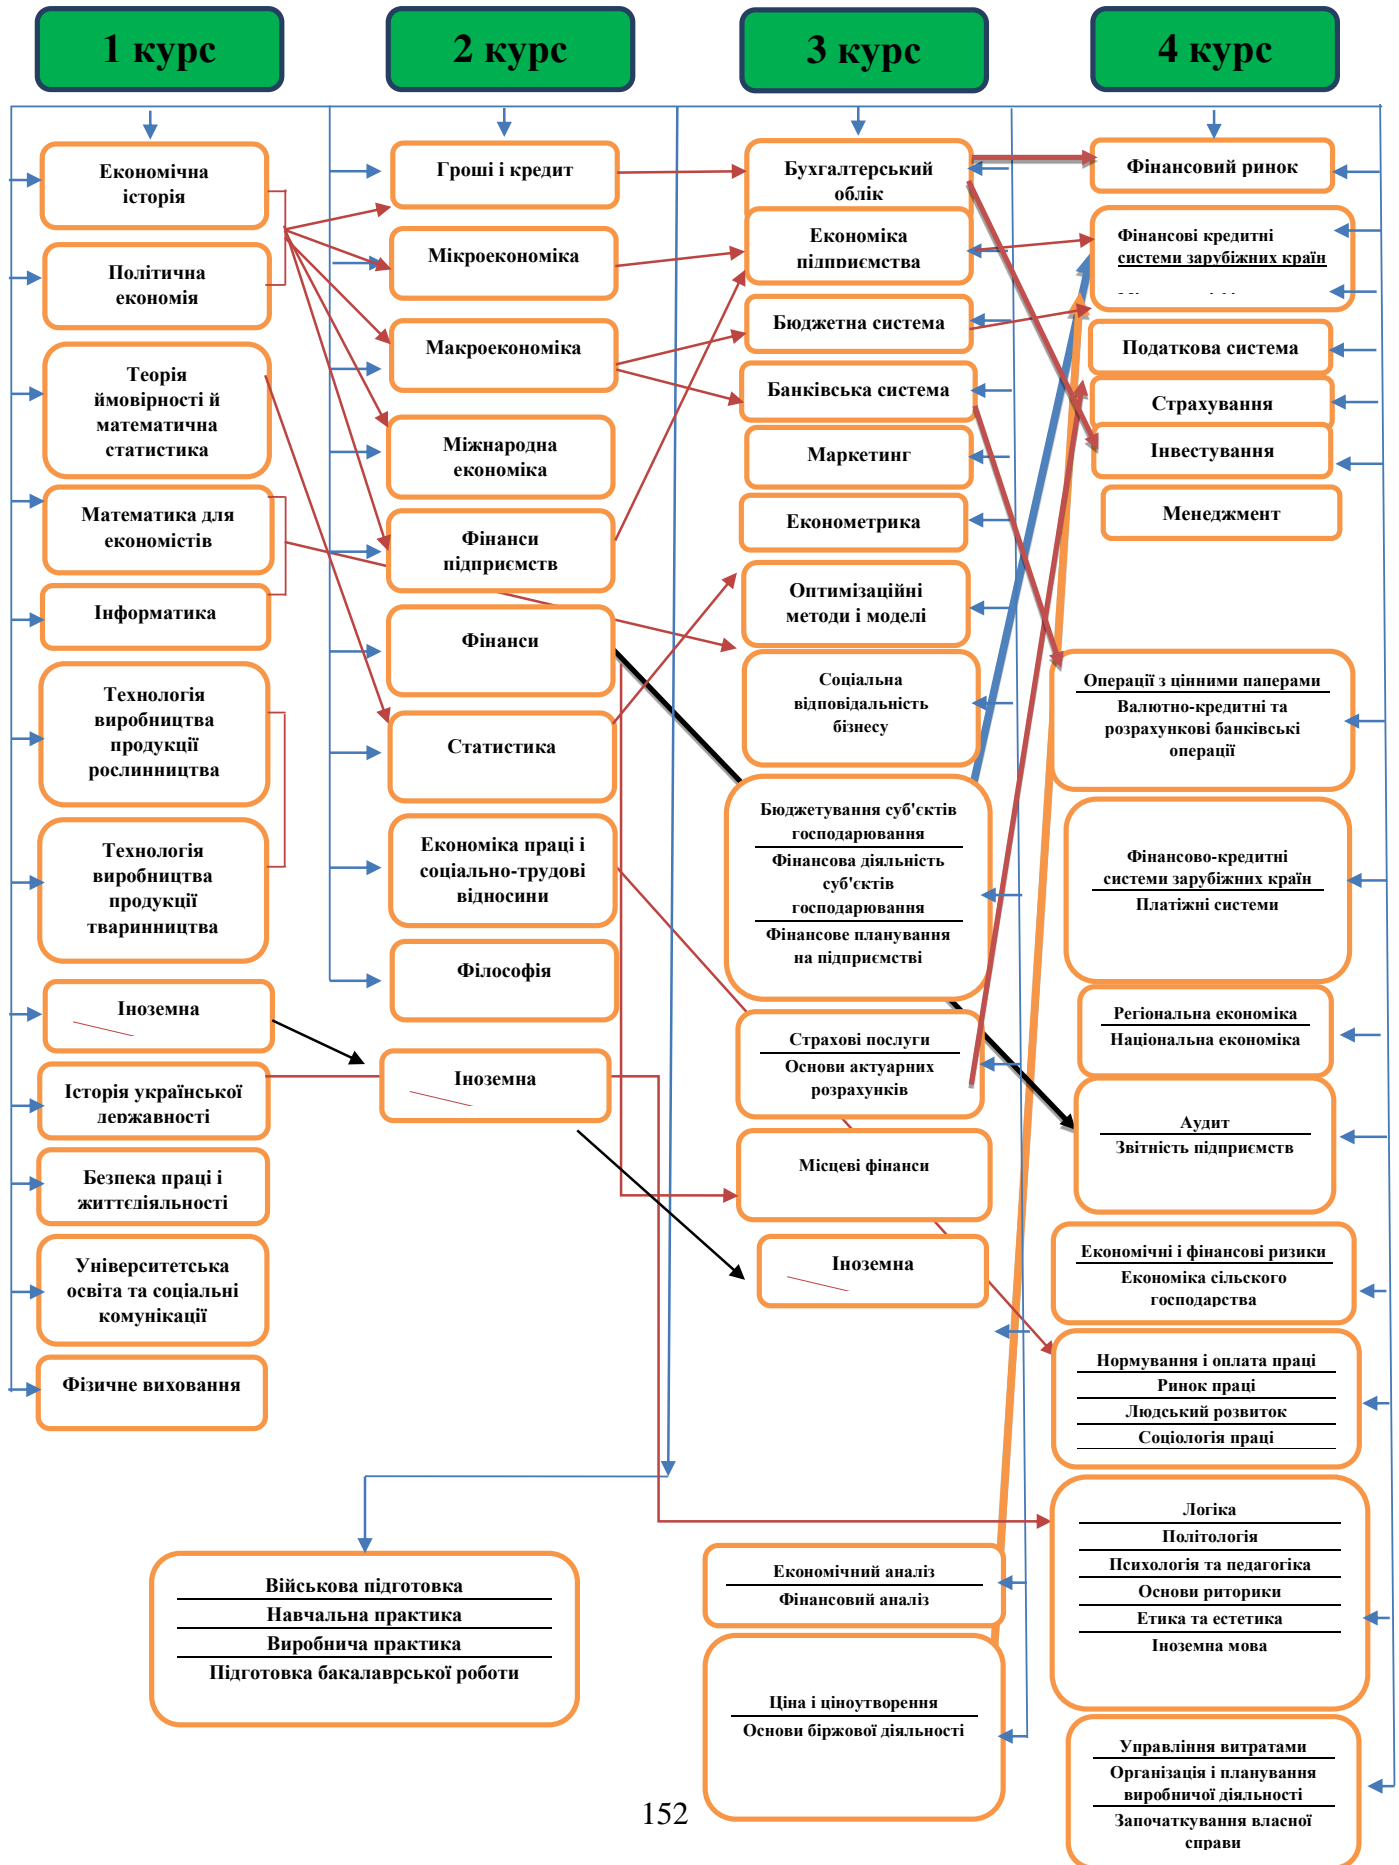 1 курс
2 курс
3 курс
4 курс
Економічна
історія
Політична
економія
Теорія
ймовірності й
математична
статистика
Математика для
економістів
Інформатика
Технологія
виробництва
продукції
рослинництва
Технологія
виробництва
продукції
тваринництва
Іноземна
Історія української
державності
Безпека праці і
життєдіяльності
Університетська
освіта та соціальні
комунікації
Фізичне виховання
Гроші і кредит
Мікроекономіка
Макроекономіка
Міжнародна
економіка
Фінанси
підприємств
Фінанси
Статистика
Економіка праці і
соціально-трудові
відносини
Філософія
Іноземна
Військова підготовка
Навчальна практика
Виробнича практика
Підготовка бакалаврської роботи
Бухгалтерський
облік
Економіка
підприємства
Бюджетна система
Банківська система
Маркетинг
Економетрика
Оптимізаційні
методи і моделі
Соціальна
відповідальність
бізнесу
Бюджетування суб'єктів
господарювання
Фінансова діяльність
суб'єктів
господарювання
Фінансове планування
на підприємстві
Страхові послуги
Основи актуарних
розрахунків
Місцеві фінанси
Іноземна
Економічний аналіз
Фінансовий аналіз
Ціна і ціноутворення
Основи біржової діяльності
Фінансовий ринок
Фінансові кредитні
системи зарубіжних країн
Податкова система
Страхування
Інвестування
Менеджмент
Операції з цінними паперами
Валютно-кредитні та
розрахункові банківські
операції
Фінансово-кредитні
системи зарубіжних країн
Платіжні системи
Регіональна економіка
Національна економіка
Аудит
Звітність підприємств
Економічні і фінансові ризики
Економіка сільского
господарства
Нормування і оплата праці
Ринок праці
Людський розвиток
Соціологія праці
Логіка
Політологія
Психологія та педагогіка
Основи риторики
Етика та естетика
Іноземна мова
Управління витратами
Організація і планування
виробничої діяльності
Започаткування власної
справи
152